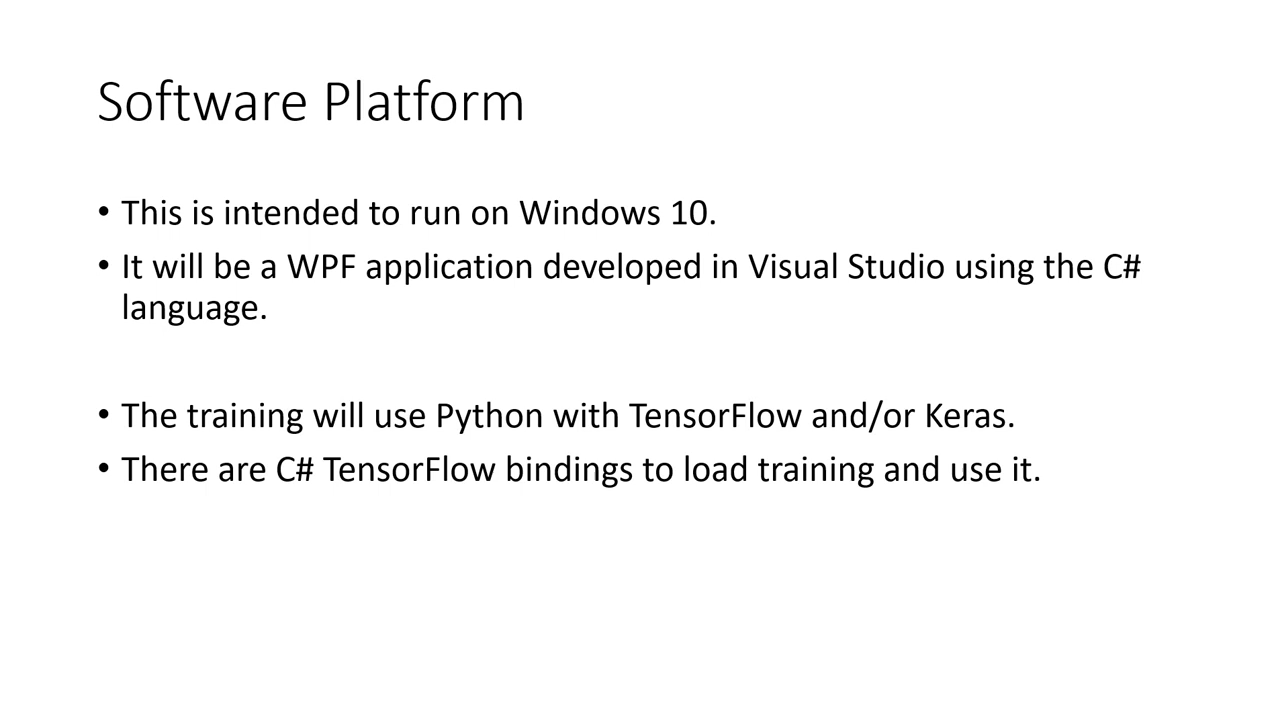 Software Platform
• This is intended to run on Windows 10.
• It will be a WPF application developed in Visual Studio using the C#
language.
• The training will use Python with TensorFlow and/or Keras.
• There are C# TensorFlow bindings to load training and use it.